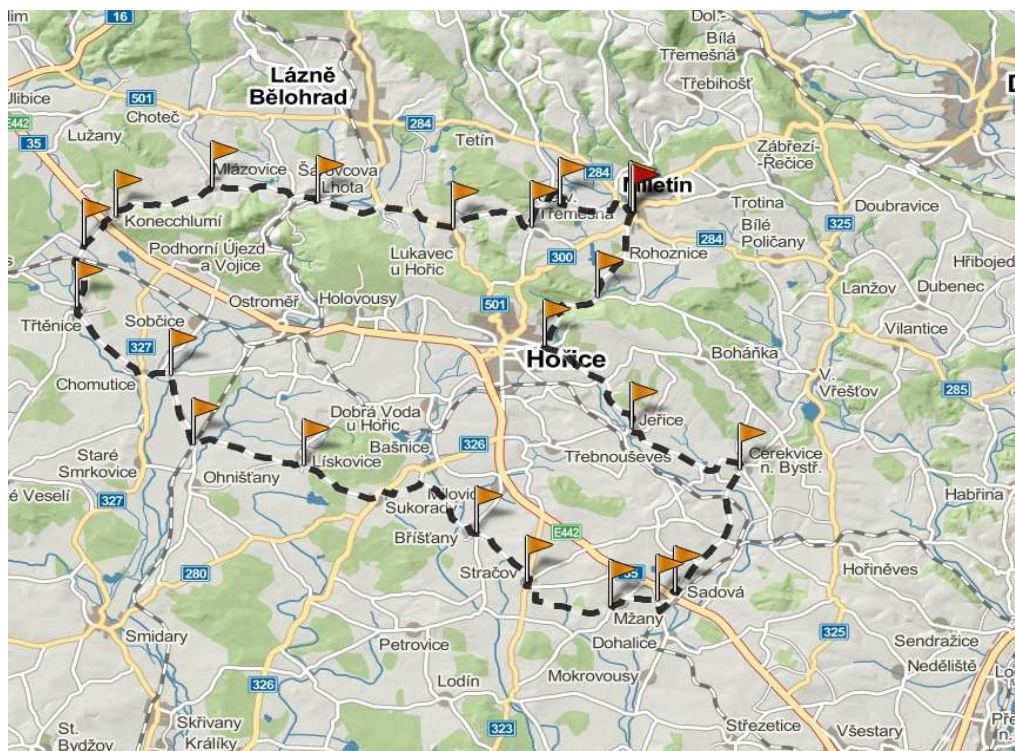 16
Lázně
Bělohrad
Bílá
Třemešná
Třebihošť
501
Choteč
E442
35
Lužany
284
Tetín
Zábřezí-
-Řečice
Mlázovice
Lhota
284
Miletín
Konecchlumí
Třemešná
Trotina
Doubravice
325
Bílé
Poličany
284
Podhorní Újezd
a Vojice
Lukavec
u Hořic
300
Rohoznice
Hřibojed
Lanžov
Dubenec
501
Ostroměř
Holovousy
Třtěnice
Sobčice
327
Vilantice
Hořice
Boháňka
Chomutice
V.
Vřešťov
285
Dobrá Voda
u Hořic
Jeřice
326
Bašnice
Třebnouševes
Cerekvice
n. Bystř.
Staré
Smrkovice
Lískovice
Ohnišťany
327
Sukorady
Habřina
Bříšťany
E442
Stračov
280
35
Sadová
Hořiněves
Mžany
Smidary
Petrovice
Dohalice
325
Sendražice
Neděliště
Mokrovousy
326
Lodín
Skřivany
Králíky
323
Střezetice
Všestary
St.
Bydžov